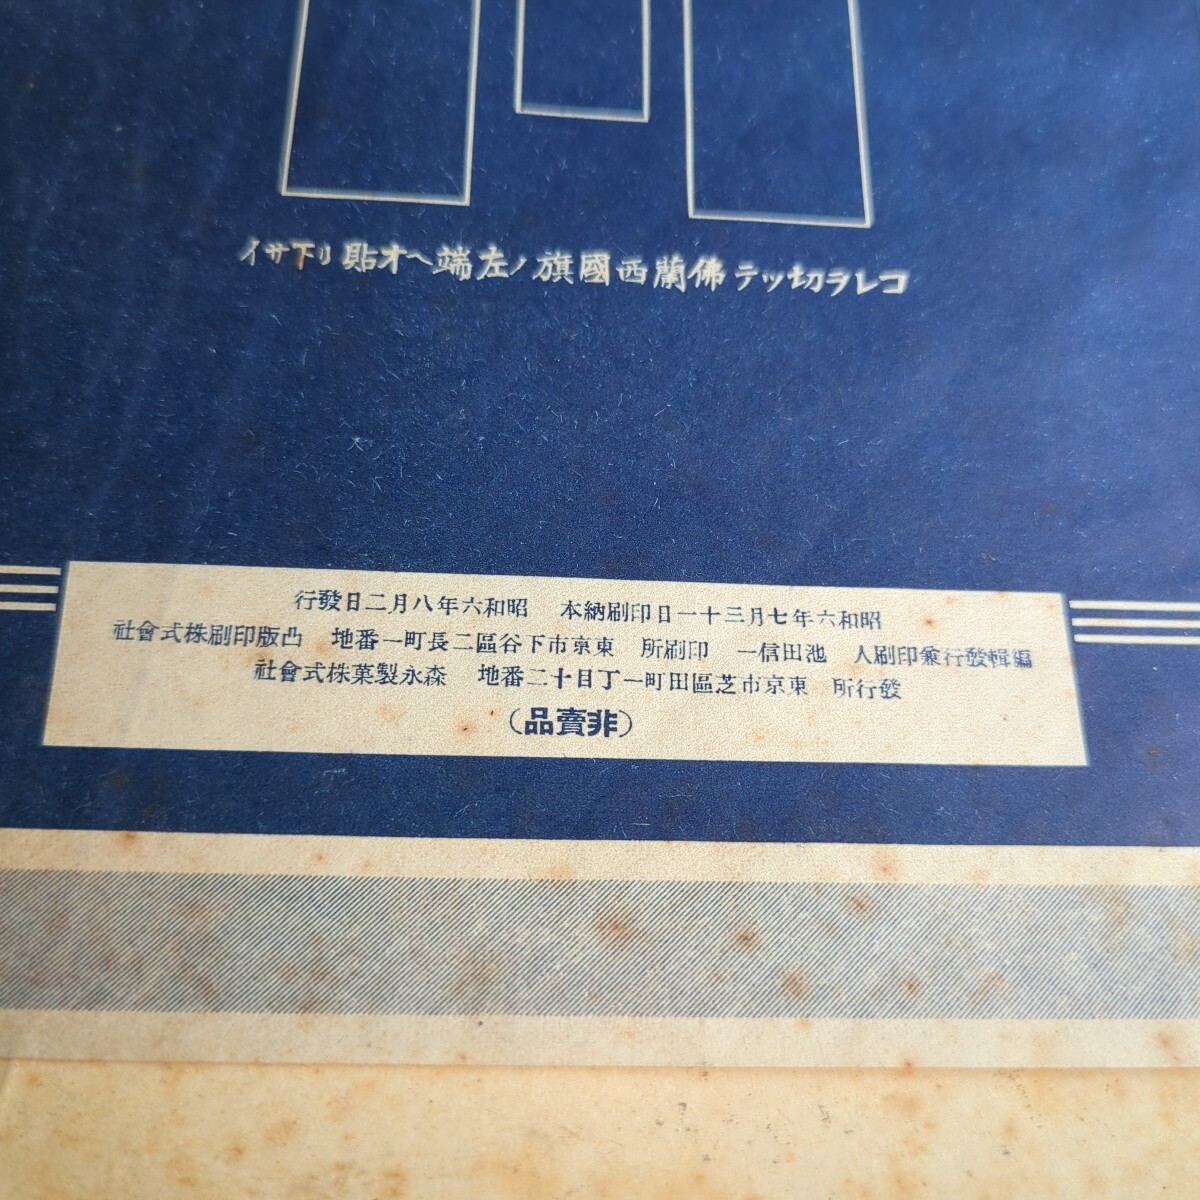 コレヲ切ッテ佛蘭西國旗ノ左端ヘオ貼リ下サイ
昭和六年七月三十一日印刷納本 昭和六年八月二日發行
編輯發行兼印刷人 池田信一 印刷所 東京市下谷區二長町一番地 凸版印刷株式會社
發行所 東京市芝區田町一丁目十二番地 森永製菓株式會社
(非賣品)